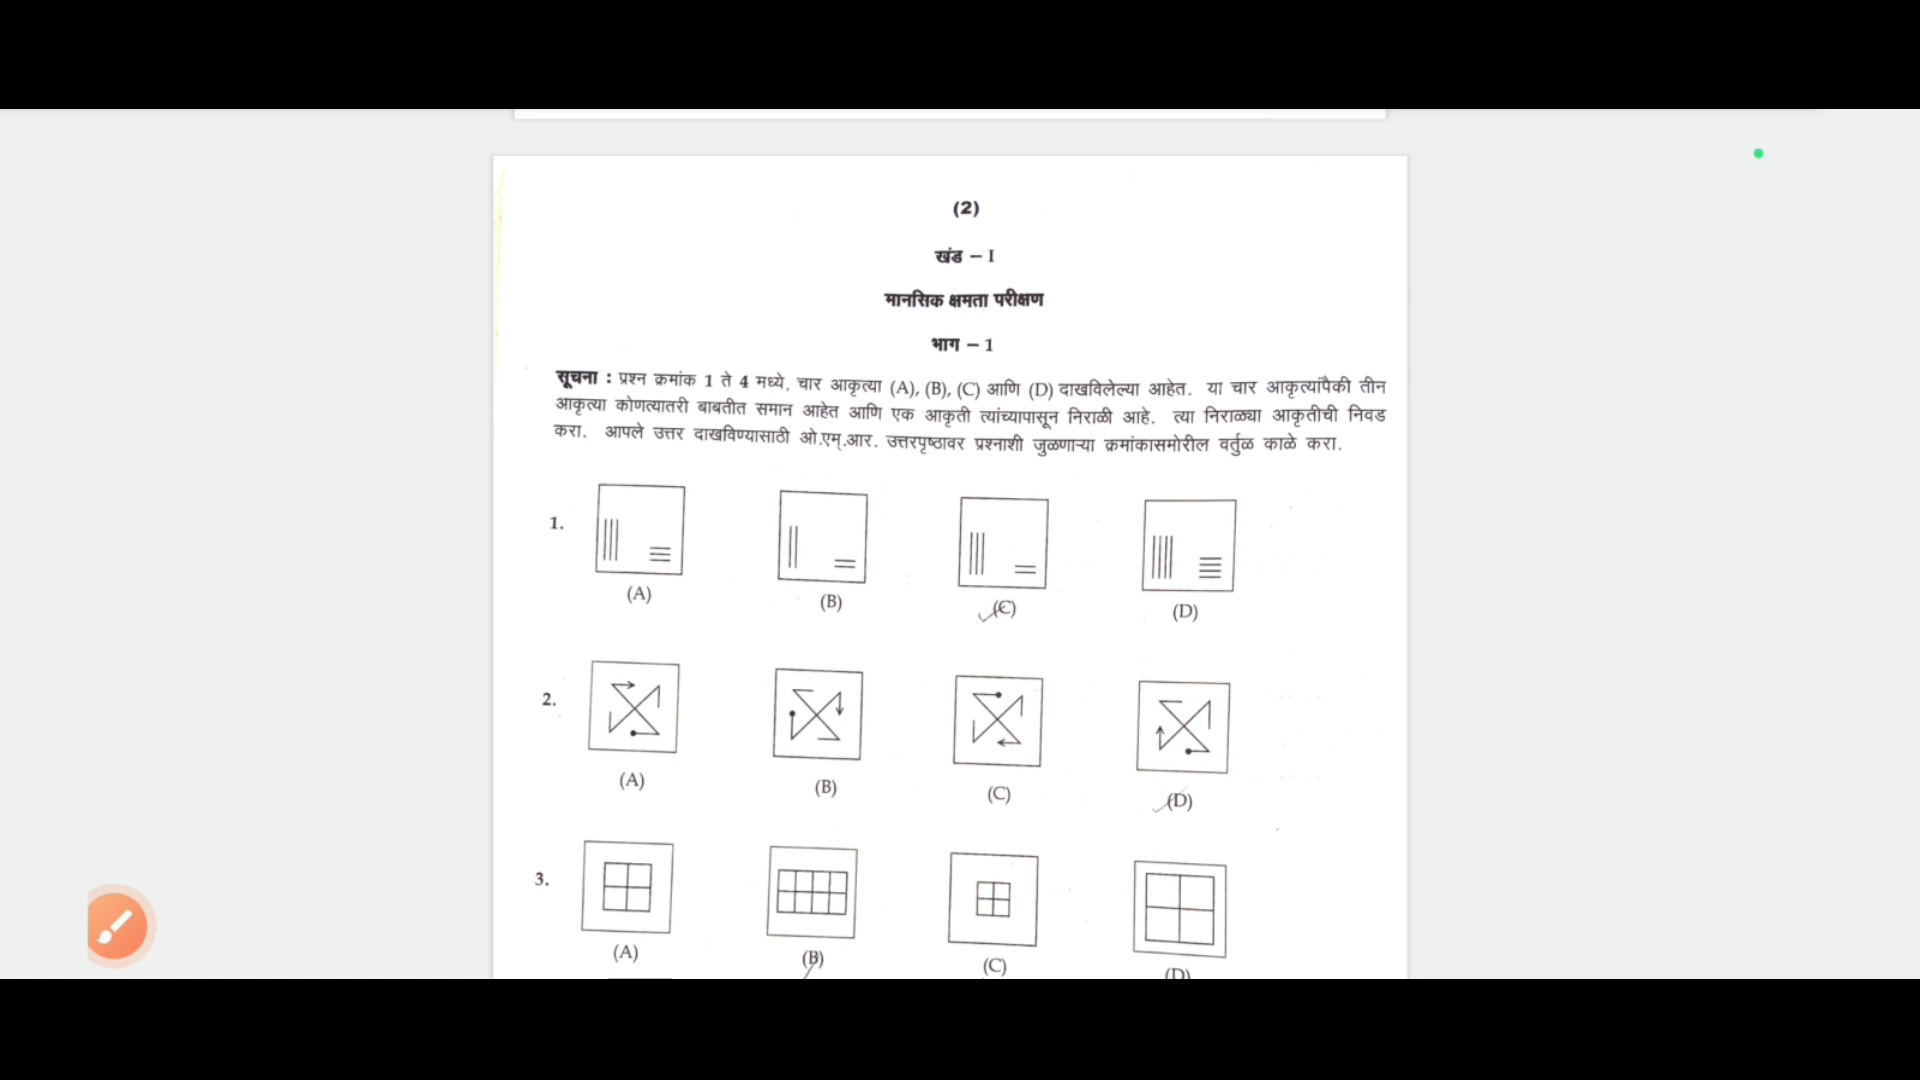 (2)
खंड – I
मानसिक क्षमता परीक्षण
भाग – 1
सूचना : प्रश्न क्रमांक 1 ते 4 मध्ये, चार आकृत्या (A), (B), (C) आणि (D) दाखविलेल्या आहेत. या चार आकृत्यांपैकी तीन
आकृत्या कोणत्यातरी बाबतीत समान आहेत आणि एक आकृती त्यांच्यापासून निराळी आहे. त्या निराळ्या आकृतीची निवड
करा. आपले उत्तर दाखविण्यासाठी ओ.एम्.आर. उत्तरपृष्ठावर प्रश्नाशी जुळणाऱ्या क्रमांकासमोरील वर्तुळ काळे करा.
1.
(A) (B) (C) (D)
2.
(A) (B) (C) (D)
3.
(A) (B) (C) (D)